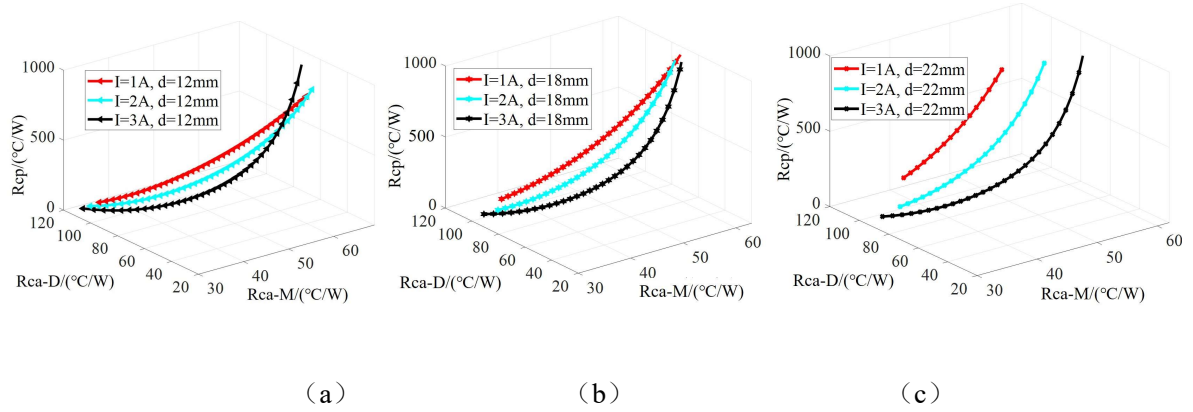 1000
500
0
120
100
80
60
40
20
30
40
50
60
Rcp/(°C/W)
Rca-D/(°C/W)
Rca-M/(°C/W)
I=1A, d=12mm
I=2A, d=12mm
I=3A, d=12mm
(a)
1000
500
0
120
100
80
60
40
20
30
40
50
60
Rcp/(°C/W)
Rca-D/(°C/W)
Rca-M/(°C/W)
I=1A, d=18mm
I=2A, d=18mm
I=3A, d=18mm
(b)
1000
500
0
120
100
80
60
40
20
30
40
50
60
Rcp/(°C/W)
Rca-D/(°C/W)
Rca-M/(°C/W)
I=1A, d=22mm
I=2A, d=22mm
I=3A, d=22mm
(c)